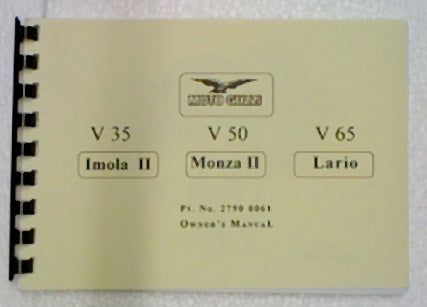 MOTO GUZZI
V 35 V 50 V 65
Imola II Monza II Lario
Pt. No. 2790 0061
Owner's Manual